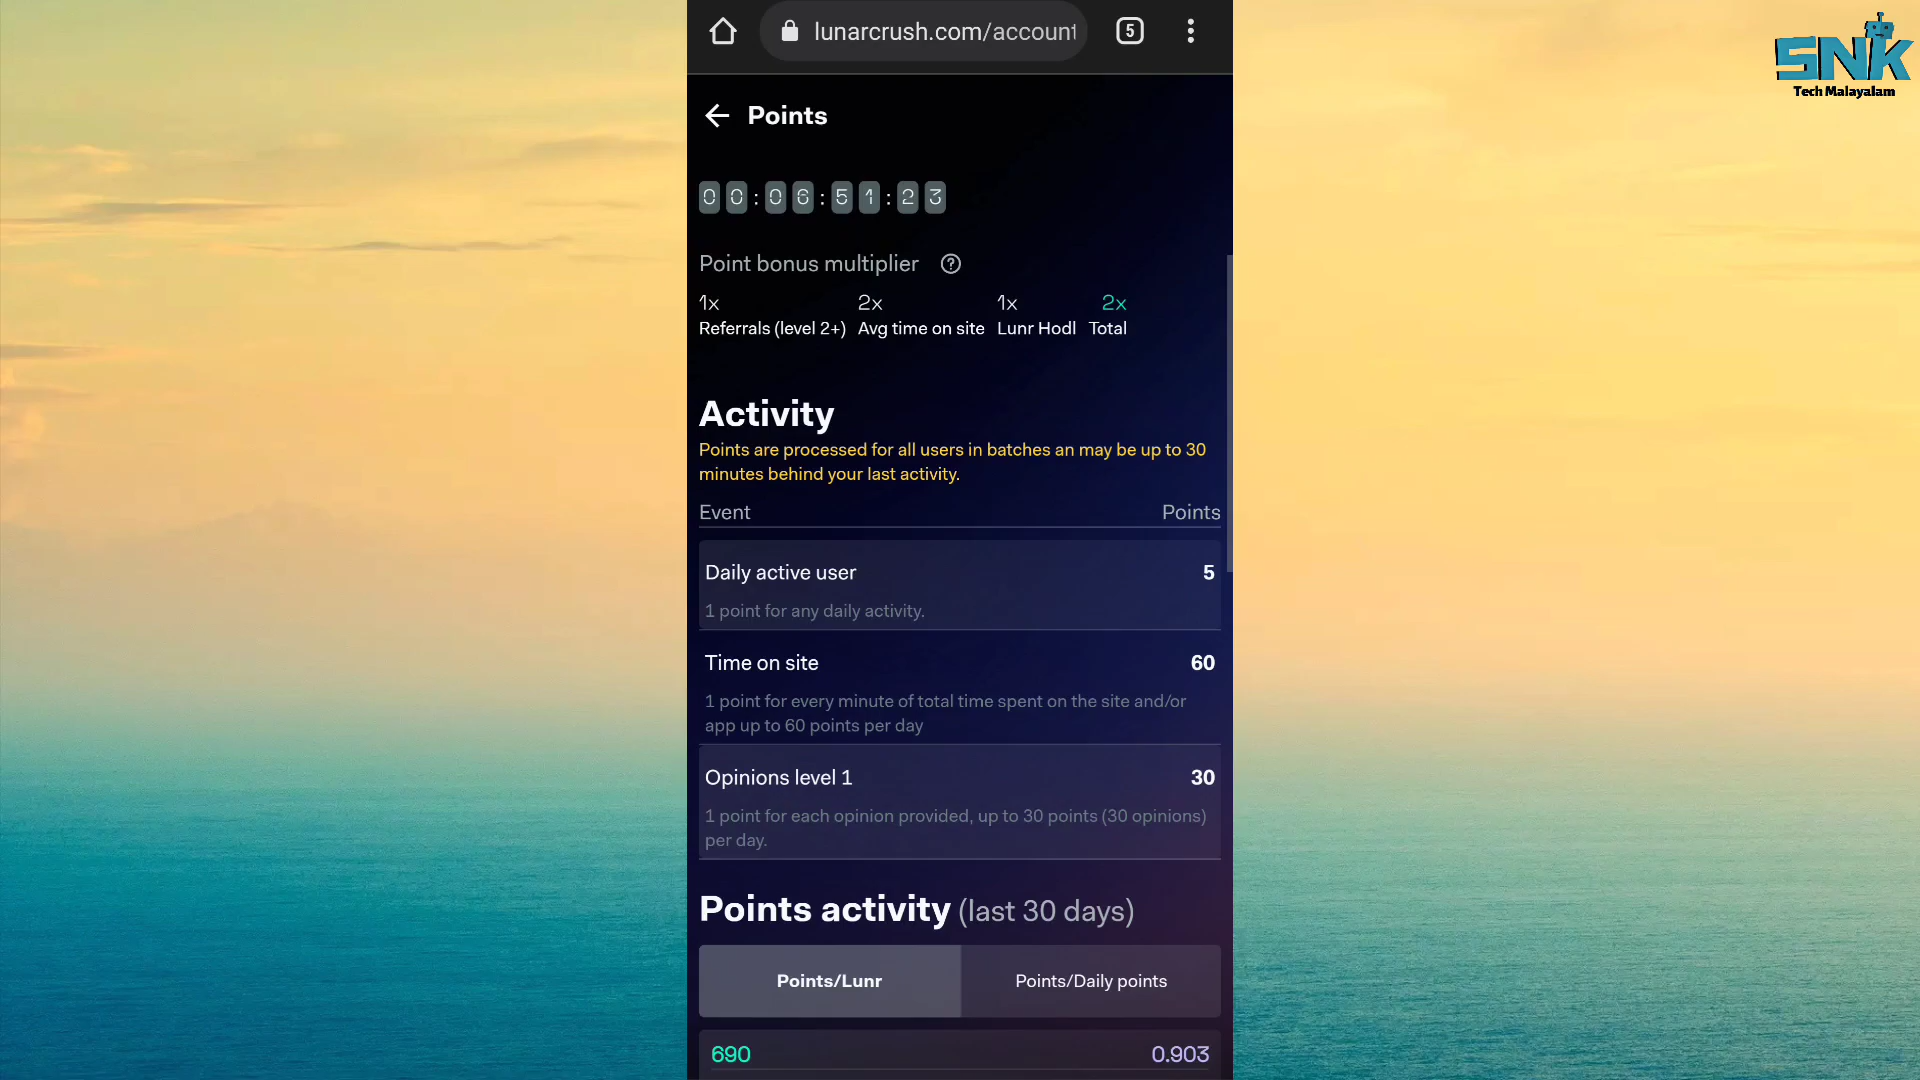 lunarcrush.com/account
5
SNK
Tech Malayalam
Points
00:06:51:23
Point bonus multiplier ?
1x 2x 1x 2x
Referrals (level 2+) Avg time on site Lunr Hodl Total
Activity
Points are processed for all users in batches an may be up to 30
minutes behind your last activity.
Event Points
Daily active user 5
1 point for any daily activity.
Time on site 60
1 point for every minute of total time spent on the site and/or
app up to 60 points per day
Opinions level 1 30
1 point for each opinion provided, up to 30 points (30 opinions)
per day.
Points activity (last 30 days)
Points/Lunr Points/Daily points
690 0.903